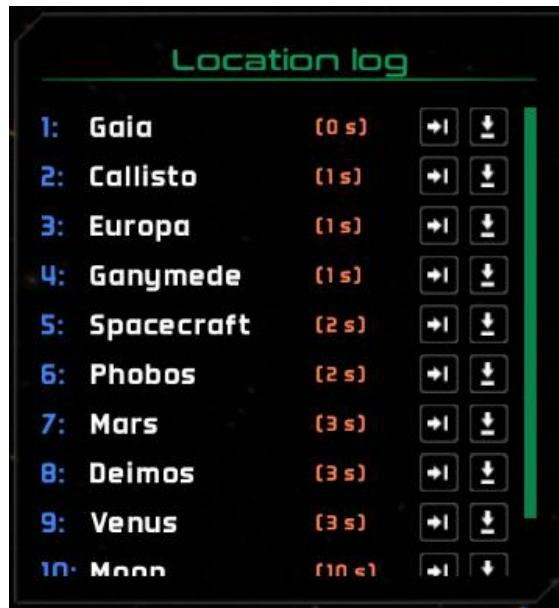 Location log
1: Gaia (0 s)
2: Callisto (1 s)
3: Europa (1 s)
4: Ganymede (1 s)
5: Spacecraft (2 s)
6: Phobos (2 s)
7: Mars (3 s)
8: Deimos (3 s)
9: Venus (3 s)
10: Moon (10 s)